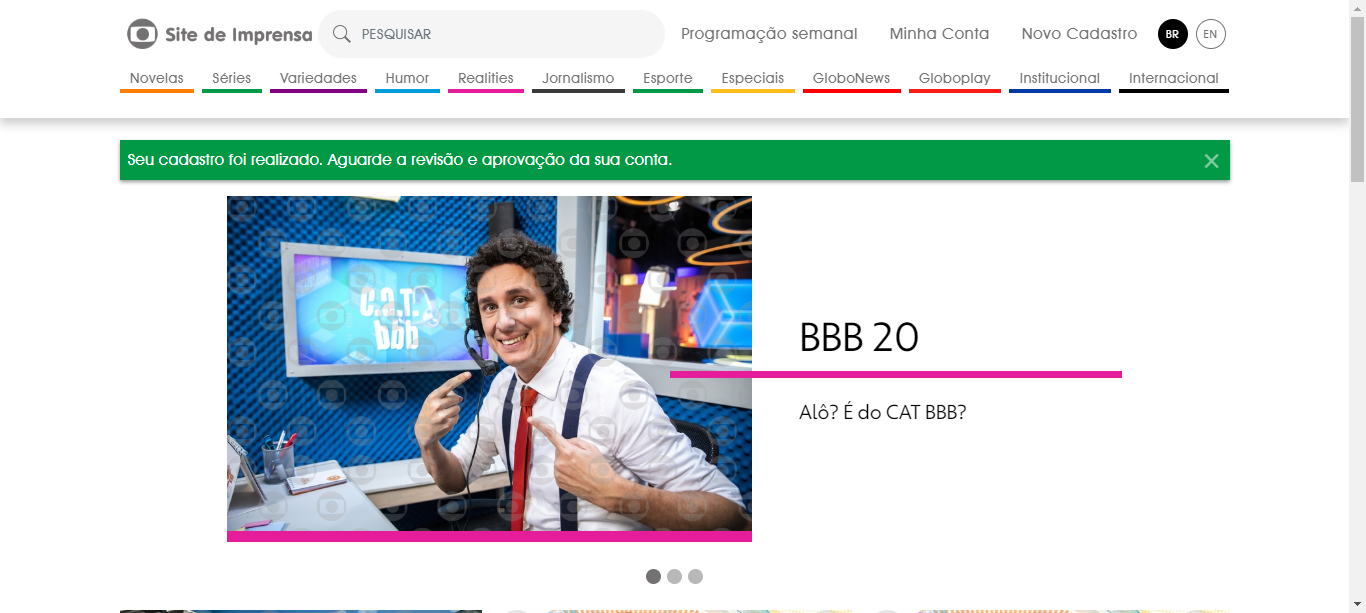 Site de Imprensa
PESQUISAR
Programação semanal
Minha Conta
Novo Cadastro
BR
EN
Novelas
Séries
Variedades
Humor
Realities
Jornalismo
Esporte
Especiais
GloboNews
Globoplay
Institucional
Internacional
Seu cadastro foi realizado. Aguarde a revisão e aprovação da sua conta.
C.A.T.
bbb
BBB 20
Alô? É do CAT BBB?